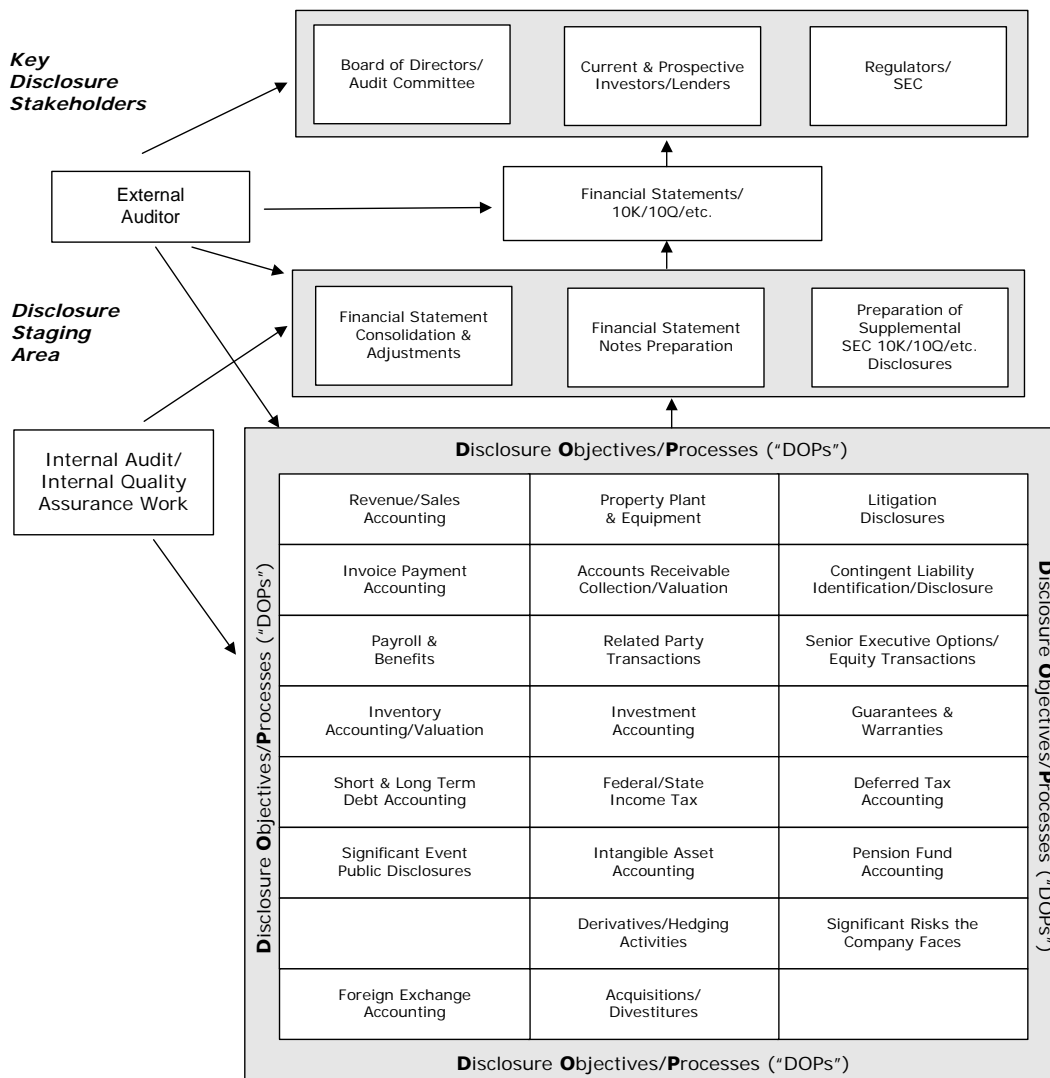 Key
Disclosure
Stakeholders
Board of Directors/
Audit Committee
Current & Prospective
Investors/Lenders
Regulators/
SEC
External
Auditor
Financial Statements/
10K/10Q/etc.
Disclosure
Staging
Area
Financial Statement
Consolidation &
Adjustments
Financial Statement
Notes Preparation
Preparation of
Supplemental
SEC 10K/10Q/etc.
Disclosures
Internal Audit/
Internal Quality
Assurance Work
Disclosure Objectives/Processes ("DOPs")
Disclosure Objectives/Processes ("DOPs")
Revenue/Sales
Accounting
Property Plant
& Equipment
Litigation
Disclosures
Invoice Payment
Accounting
Accounts Receivable
Collection/Valuation
Contingent Liability
Identification/Disclosure
Payroll &
Benefits
Related Party
Transactions
Senior Executive Options/
Equity Transactions
Inventory
Accounting/Valuation
Investment
Accounting
Guarantees &
Warranties
Short & Long Term
Debt Accounting
Federal/State
Income Tax
Deferred Tax
Accounting
Significant Event
Public Disclosures
Intangible Asset
Accounting
Pension Fund
Accounting
Derivatives/Hedging
Activities
Significant Risks the
Company Faces
Foreign Exchange
Accounting
Acquisitions/
Divestitures
Disclosure Objectives/Processes ("DOPs")
Disclosure Objectives/Processes ("DOPs")